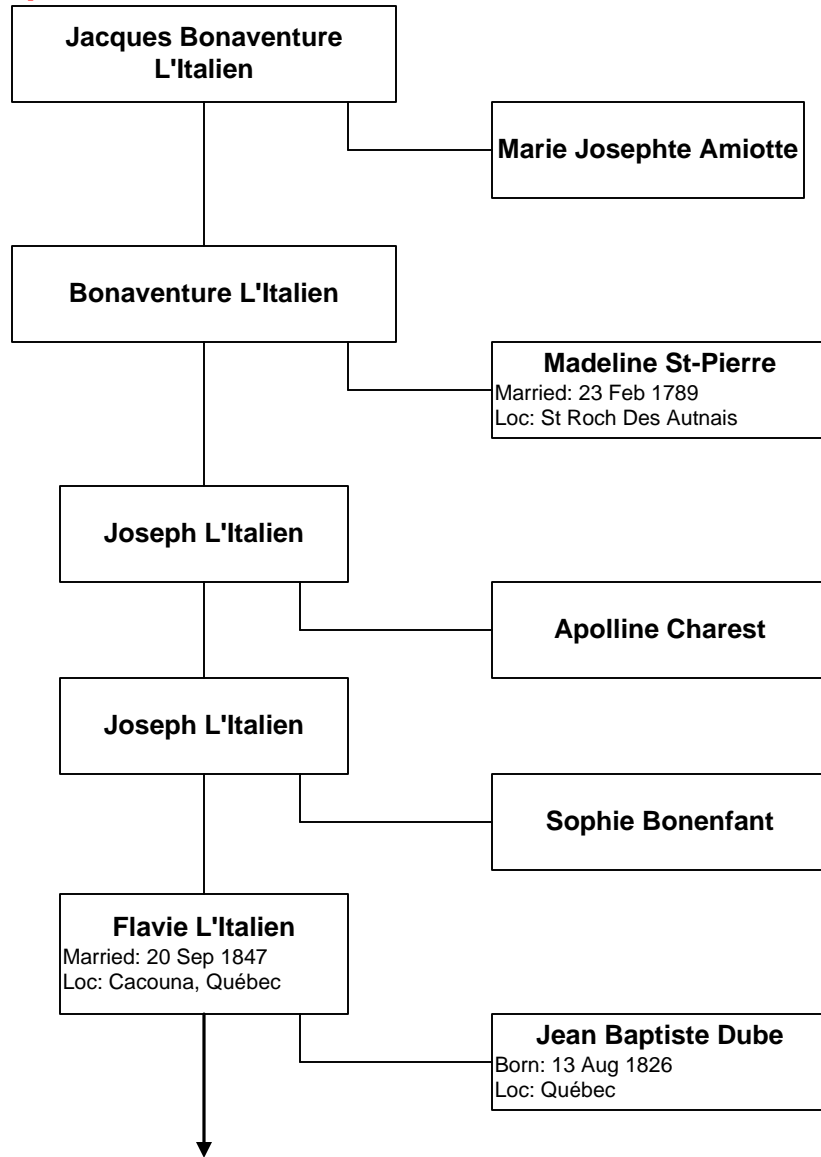 Jacques Bonaventure
L'Italien
Marie Josephte Amiotte
Bonaventure L'Italien
Madeline St-Pierre
Married: 23 Feb 1789
Loc: St Roch Des Autnais
Joseph L'Italien
Apolline Charest
Joseph L'Italien
Sophie Bonenfant
Flavie L'Italien
Married: 20 Sep 1847
Loc: Cacouna, Québec
Jean Baptiste Dube
Born: 13 Aug 1826
Loc: Québec